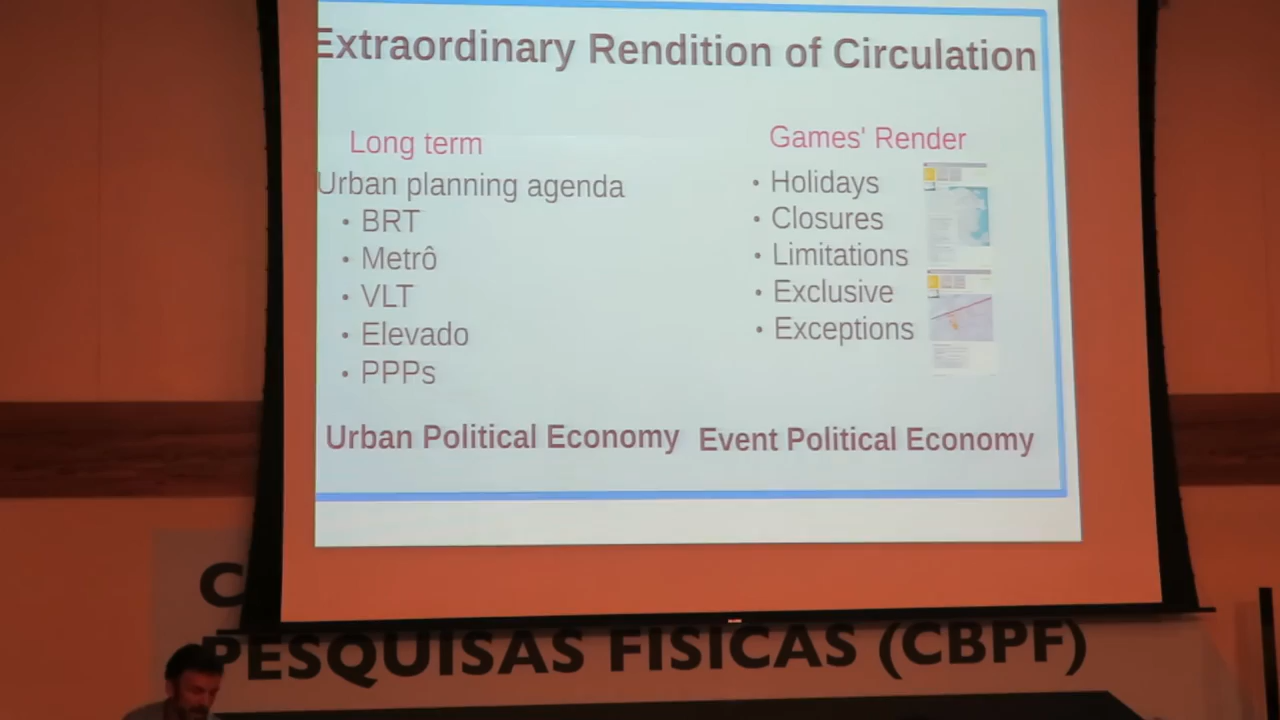 Extraordinary Rendition of Circulation
Long term
Urban planning agenda
• BRT
• Metrô
• VLT
• Elevado
• PPPs
Urban Political Economy
Games' Render
• Holidays
• Closures
• Limitations
• Exclusive
• Exceptions
Event Political Economy
C
PESQUISAS FISICAS (CBPF)